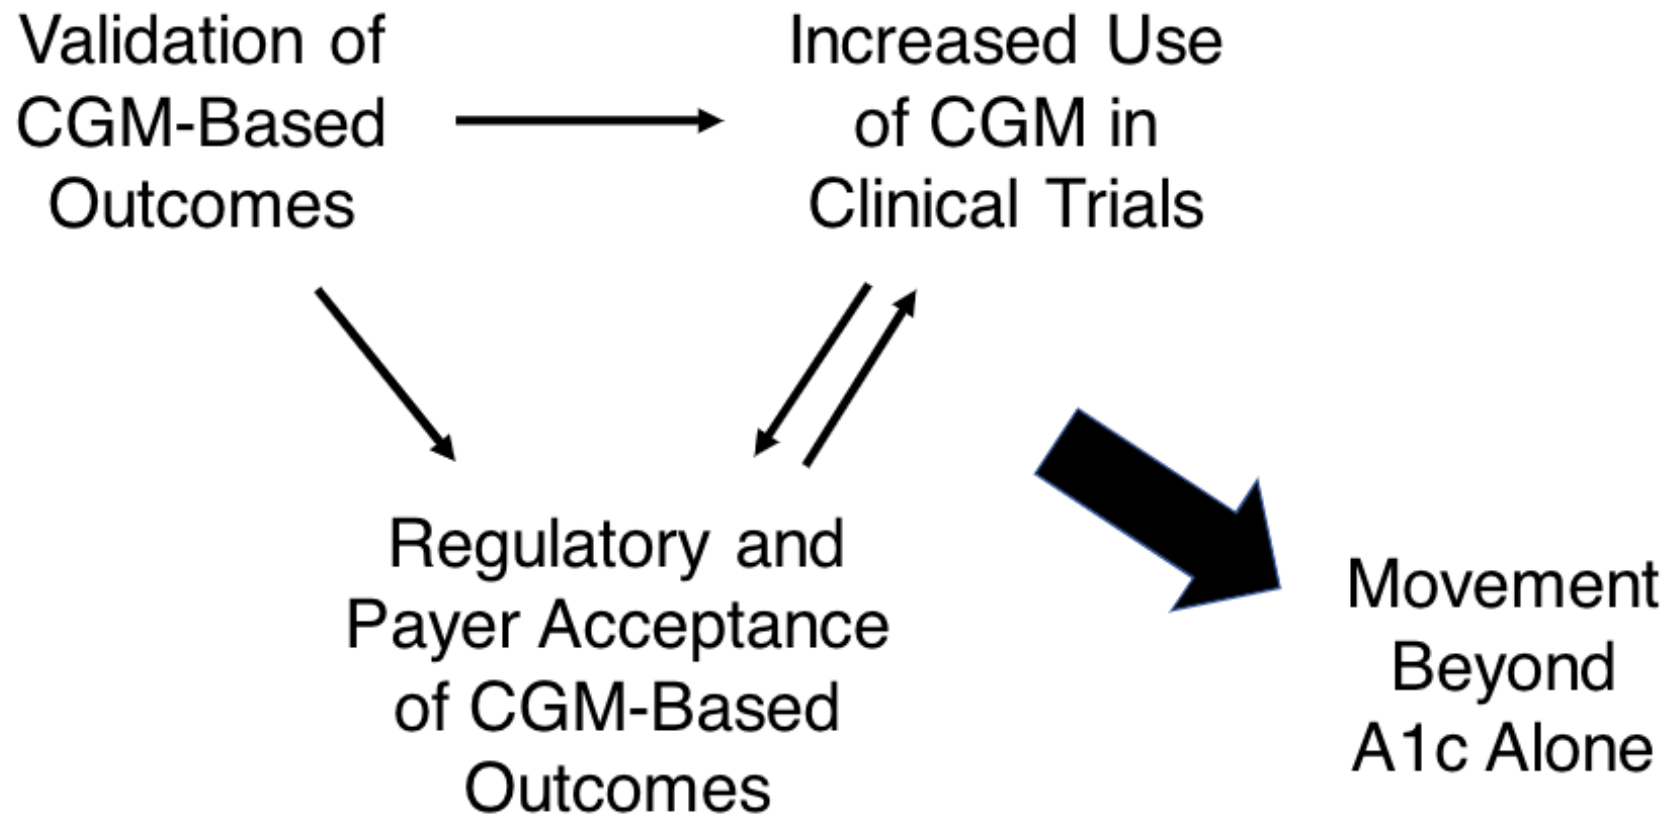 Validation of
CGM-Based
Outcomes
Increased Use
of CGM in
Clinical Trials
Regulatory and
Payer Acceptance
of CGM-Based
Outcomes
Movement
Beyond
A1c Alone